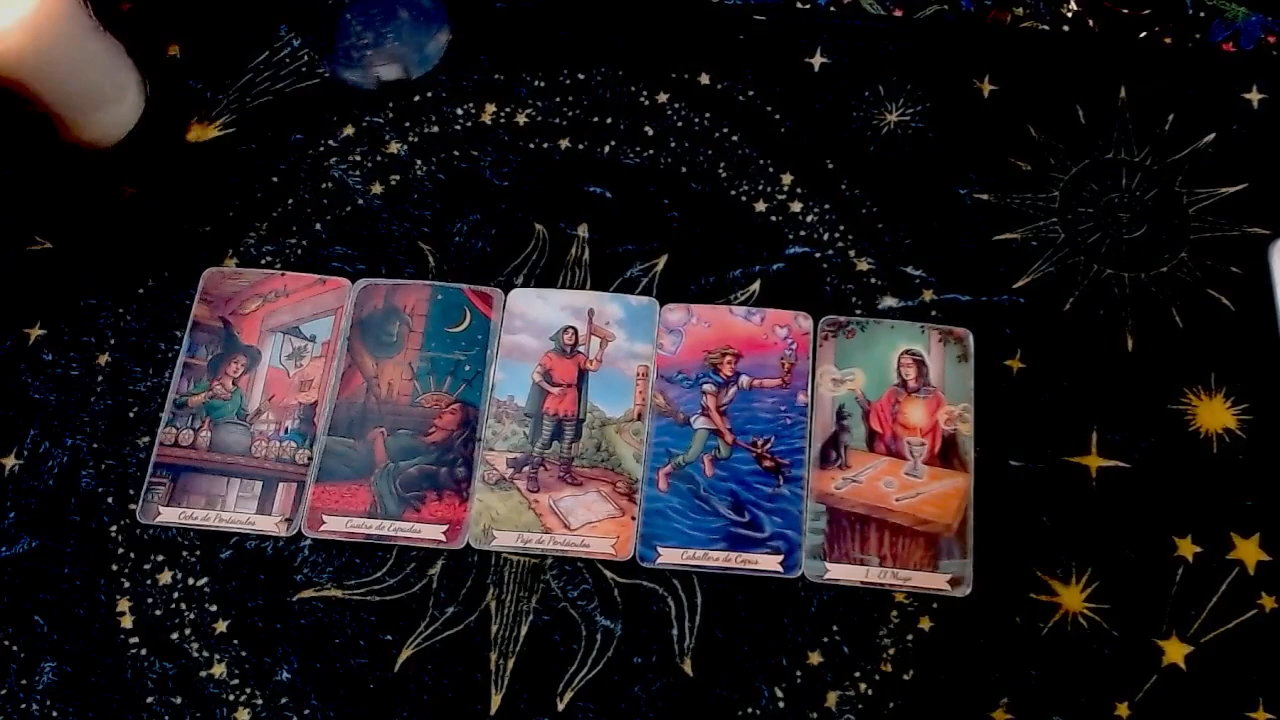 Ocho de Pentáculos
Cuatro de Espadas
Paje de Pentáculos
Caballero de Copas
I El Mago